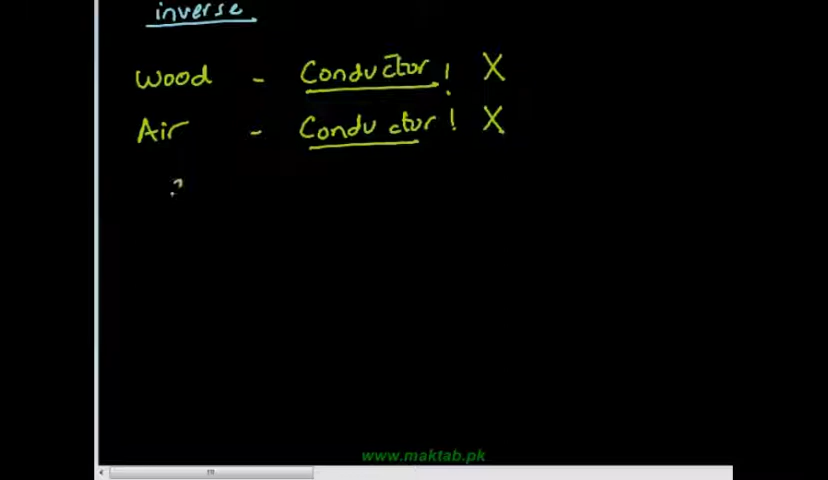 inverse
Wood - Conductor! X
Air - Conductor! X
www.maktab.pk